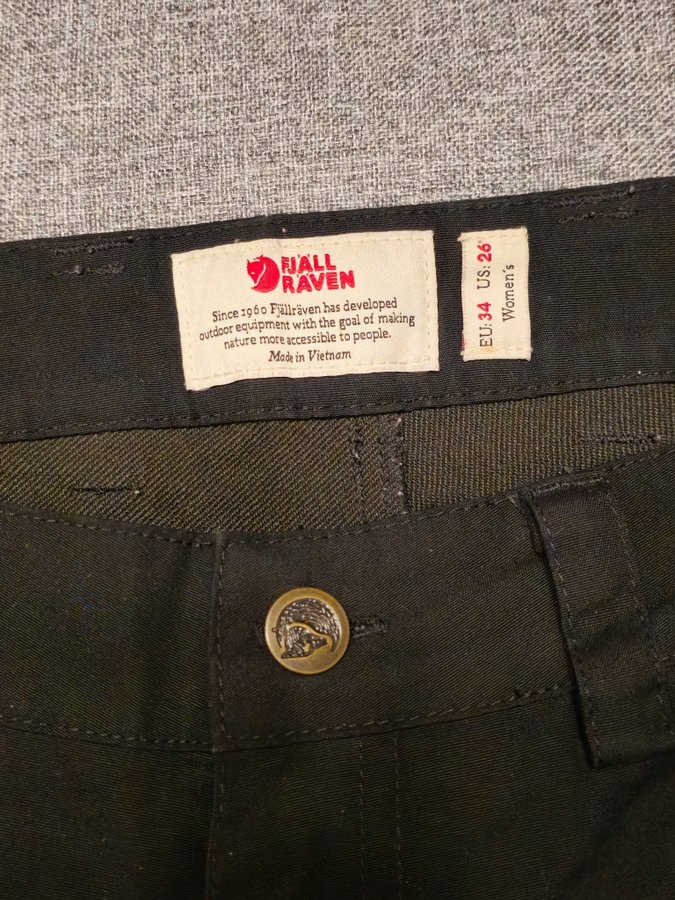 FJÄLL
RÄVEN
Since 1960 Fjällräven has developed
outdoor equipment with the goal of making
nature more accessible to people.
Made in Vietnam
EU: 34 US: 26"
Women's